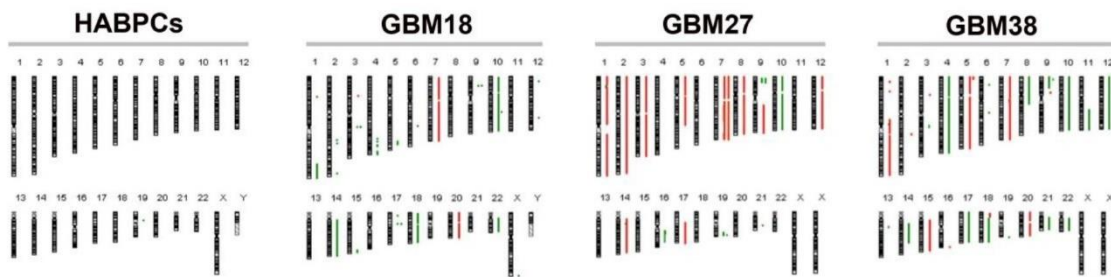 HABPCs GBM18 GBM27 GBM38
1 2 3 4 5 6 7 8 9 10 11 12 1 2 3 4 5 6 7 8 9 10 11 12 1 2 3 4 5 6 7 8 9 10 11 12 1 2 3 4 5 6 7 8 9 10 11 12
13 14 15 16 17 18 19 20 21 22 X Y 13 14 15 16 17 18 19 20 21 22 X Y 13 14 15 16 17 18 19 20 21 22 X X 13 14 15 16 17 18 19 20 21 22 X X